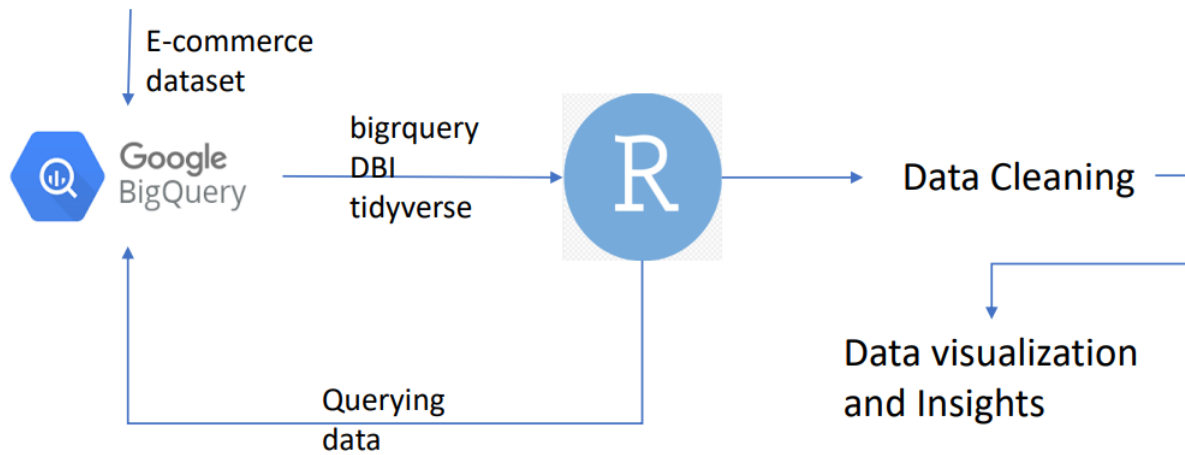 E-commerce
dataset
Google
BigQuery
bigrquery
DBI
tidyverse
R
Data Cleaning
Data visualization
and Insights
Querying
data